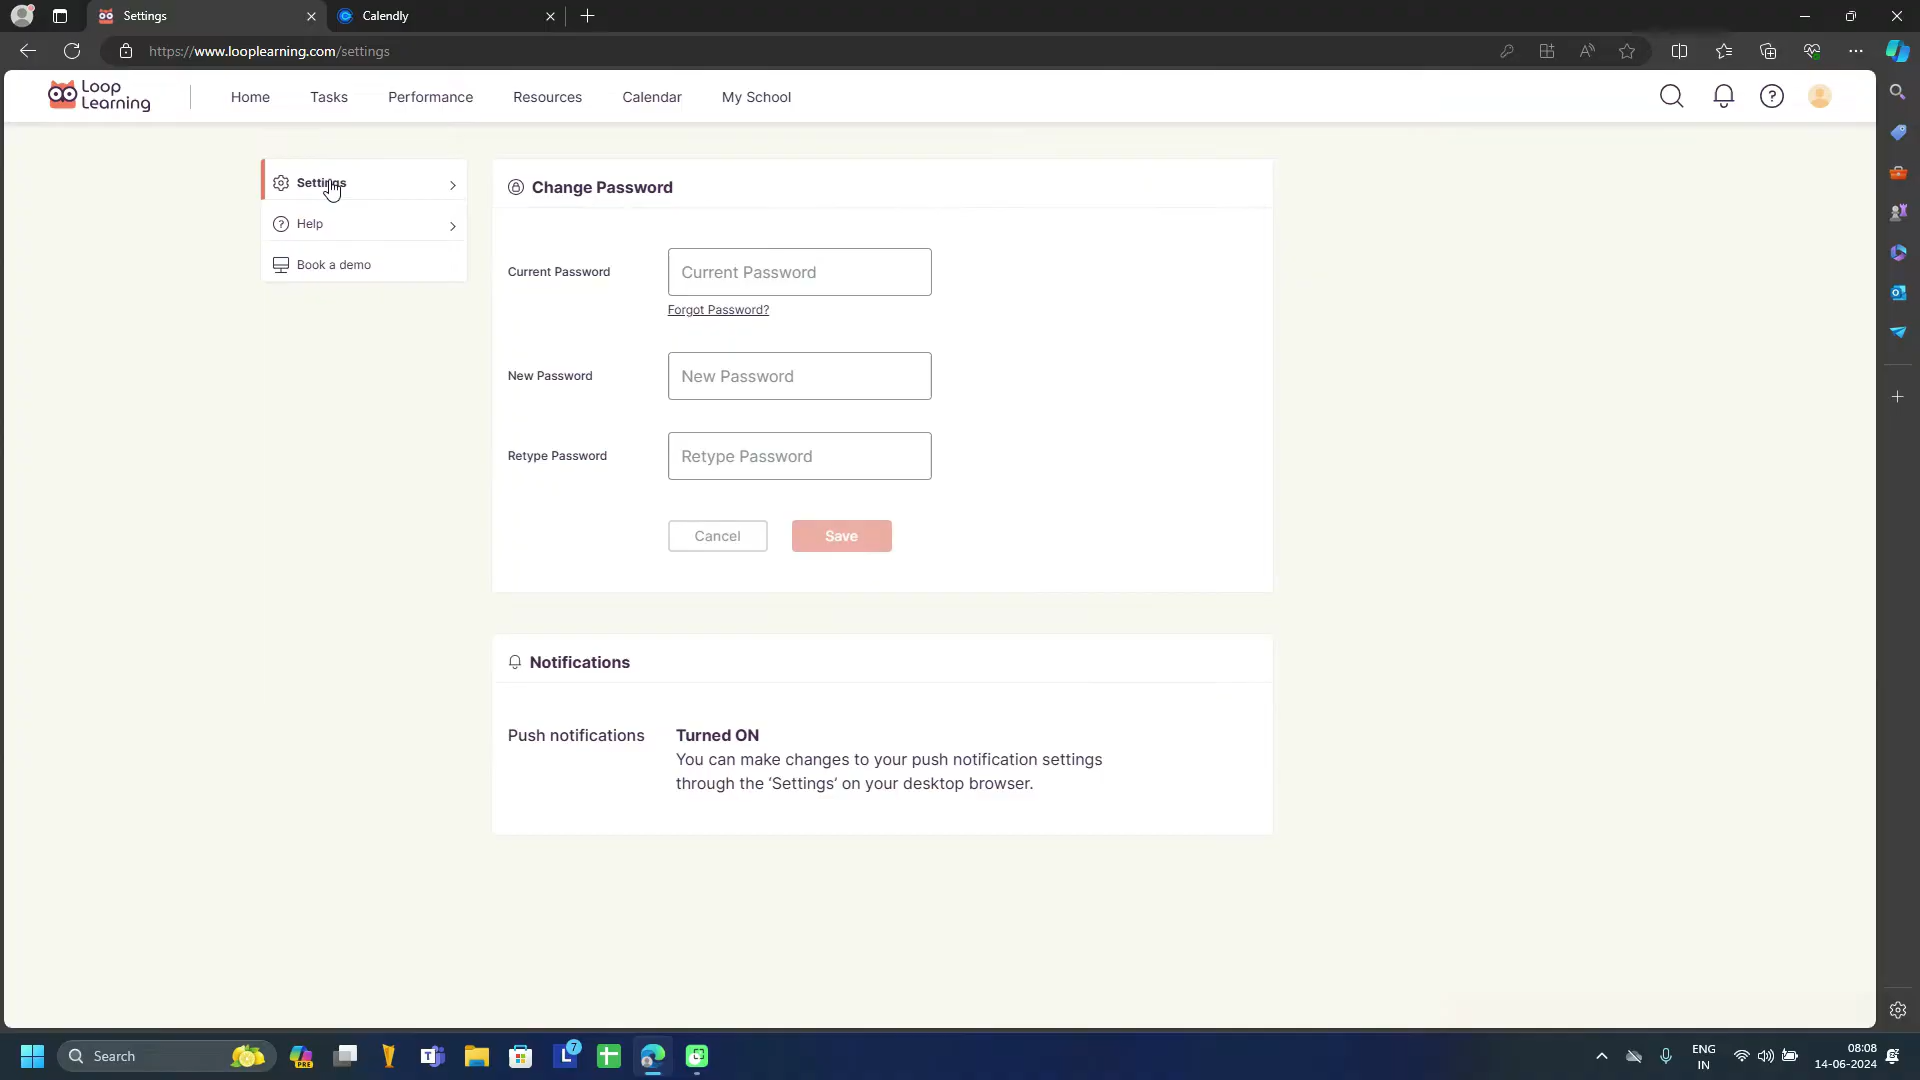 Settings
Calendly
https://www.looplearning.com/settings
Loop Learning
Home
Tasks
Performance
Resources
Calendar
My School
Settings
Help
Book a demo
Change Password
Current Password
Current Password
Forgot Password?
New Password
New Password
Retype Password
Retype Password
Cancel
Save
Notifications
Push notifications
Turned ON
You can make changes to your push notification settings
through the ‘Settings’ on your desktop browser.
Search
PRE
7
ENG
IN
08:08
14-06-2024